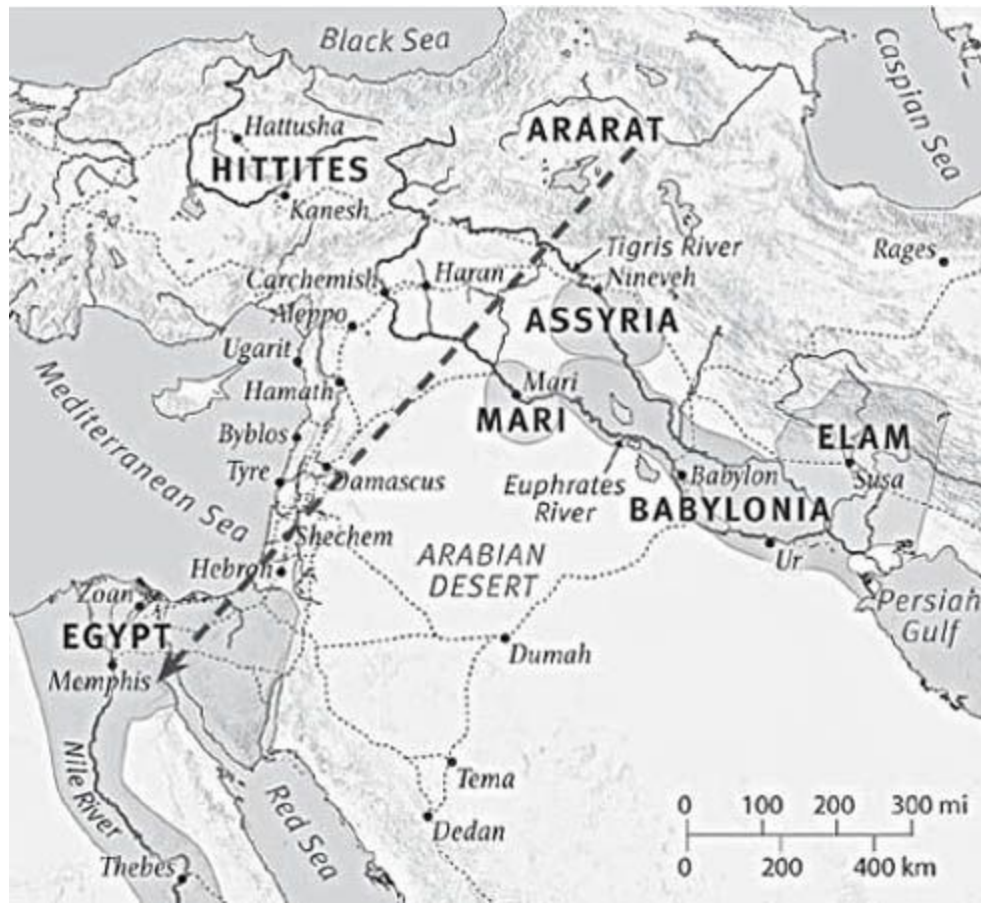 Black Sea
Caspian Sea
Hattusha
ARARAT
HITTITES
Kanesh
Tigris River
Rages
Carchemish
Haran
Nineveh
Aleppo
ASSYRIA
Ugarit
Hamath
Mari
Mediterranean Sea
MARI
Byblos
ELAM
Tyre
Damascus
Babylon
Susa
Euphrates
River
BABYLONIA
Shechem
ARABIAN
DESERT
Ur
Hebron
Zoan
Persian
Gulf
EGYPT
Dumah
Memphis
Nile River
Red Sea
Tema
Dedan
0 100 200 300 mi
0 200 400 km
Thebes